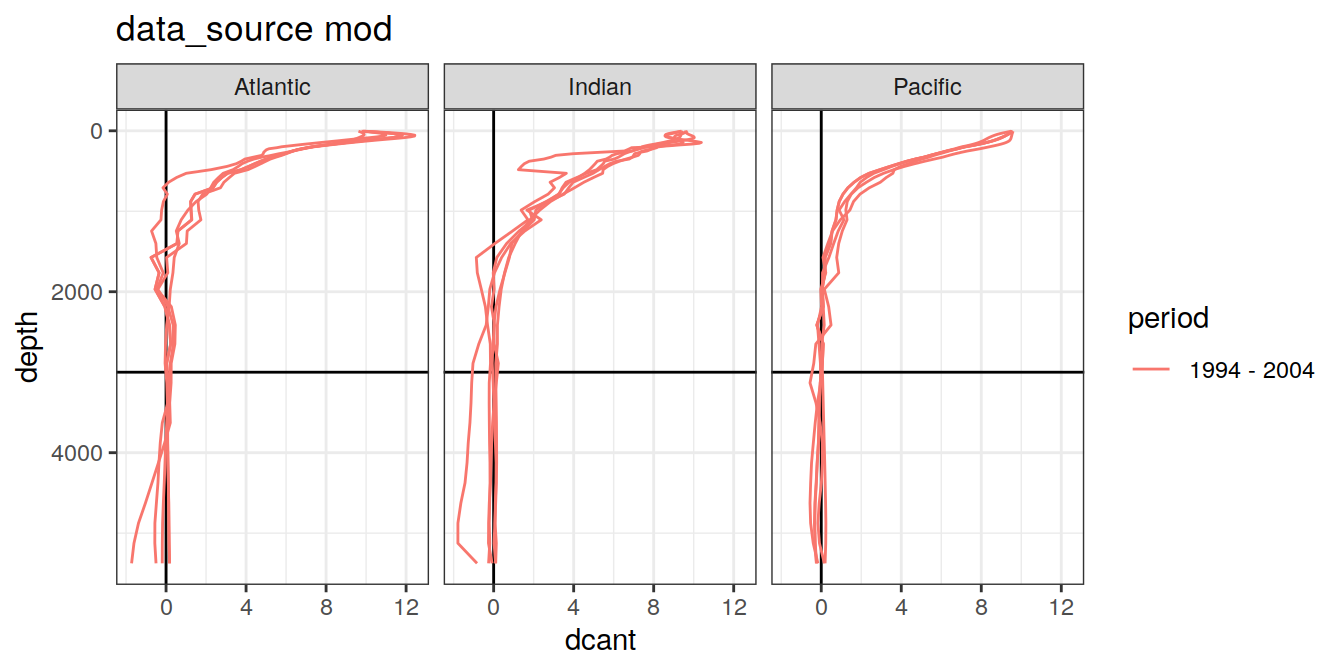 data_source mod
Atlantic Indian Pacific
0
2000
4000
depth
0 4 8 12 0 4 8 12 0 4 8 12
dcant
period
1994 - 2004